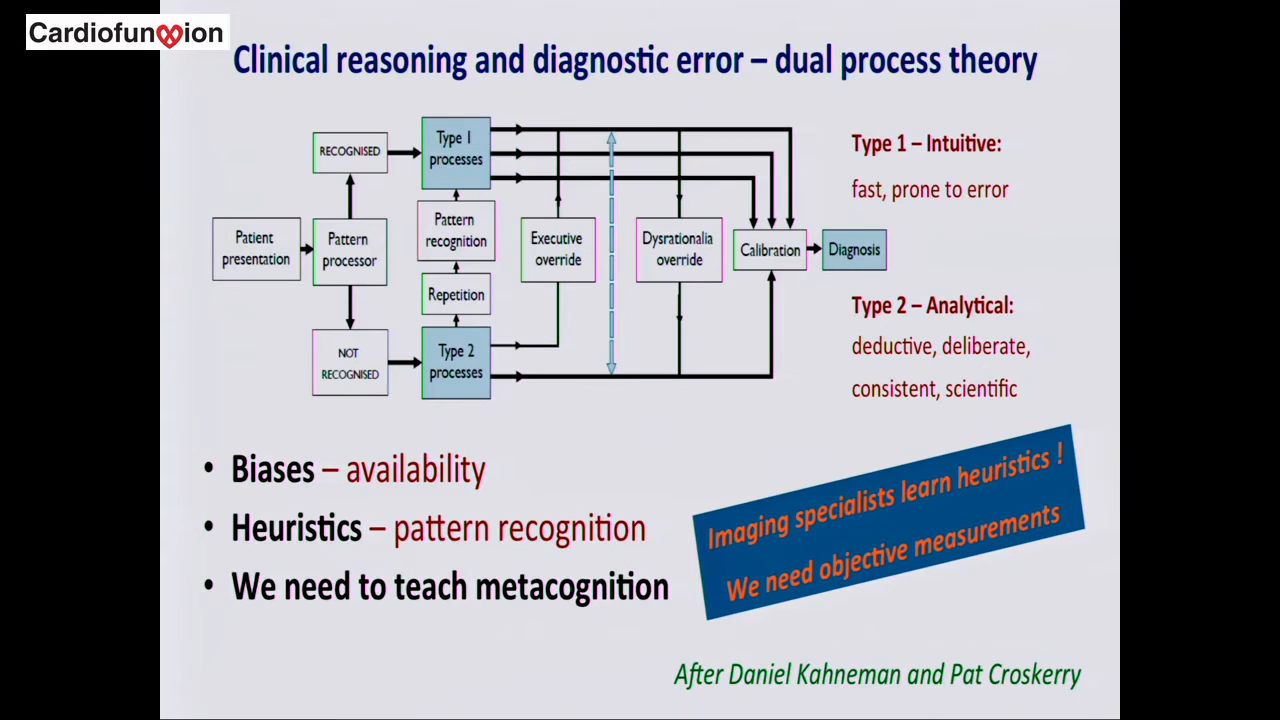 Cardiofun ion
Clinical reasoning and diagnostic error – dual process theory
RECOGNISED
Type 1
processes
Patient
presentation
Pattern
processor
Pattern
recognition
Repetition
NOT
RECOGNISED
Type 2
processes
Executive
override
Dysrationalia
override
Calibration
Diagnosis
Type 1 – Intuitive:
fast, prone to error
Type 2 – Analytical:
deductive, deliberate,
consistent, scientific
• Biases – availability
• Heuristics – pattern recognition
• We need to teach metacognition
Imaging specialists learn heuristics !
We need objective measurements
After Daniel Kahneman and Pat Croskerry